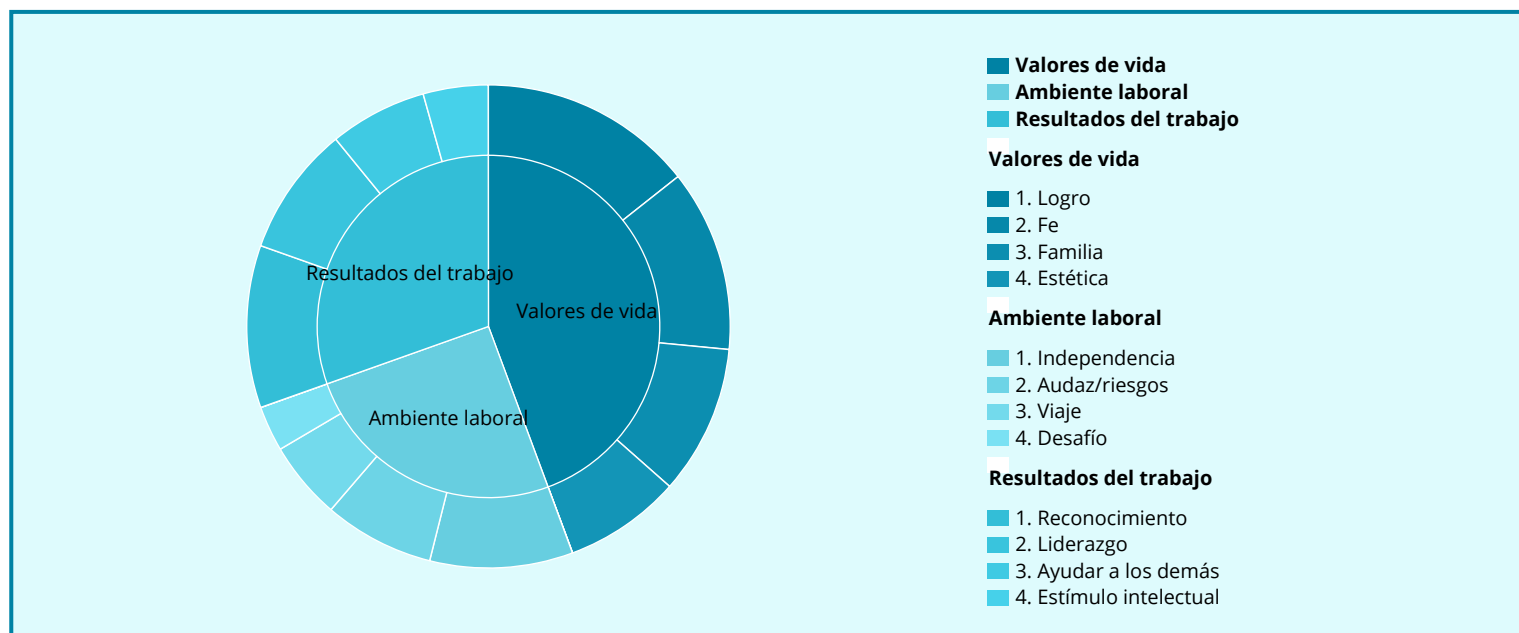 Resultados del trabajo
Valores de vida
Ambiente laboral
Valores de vida
Ambiente laboral
Resultados del trabajo
Valores de vida
1. Logro
2. Fe
3. Familia
4. Estética
Ambiente laboral
1. Independencia
2. Audaz/riesgos
3. Viaje
4. Desafío
Resultados del trabajo
1. Reconocimiento
2. Liderazgo
3. Ayudar a los demás
4. Estímulo intelectual